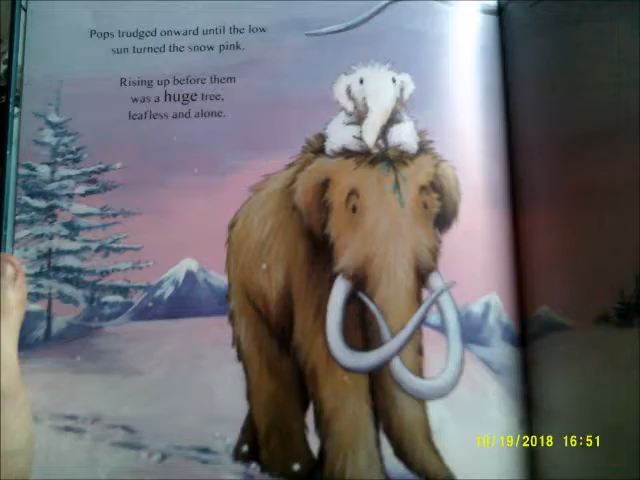 Pops trudged onward until the low
sun turned the snow pink.
Rising up before them
was a huge tree,
leafless and alone.
10/19/2018 16:51